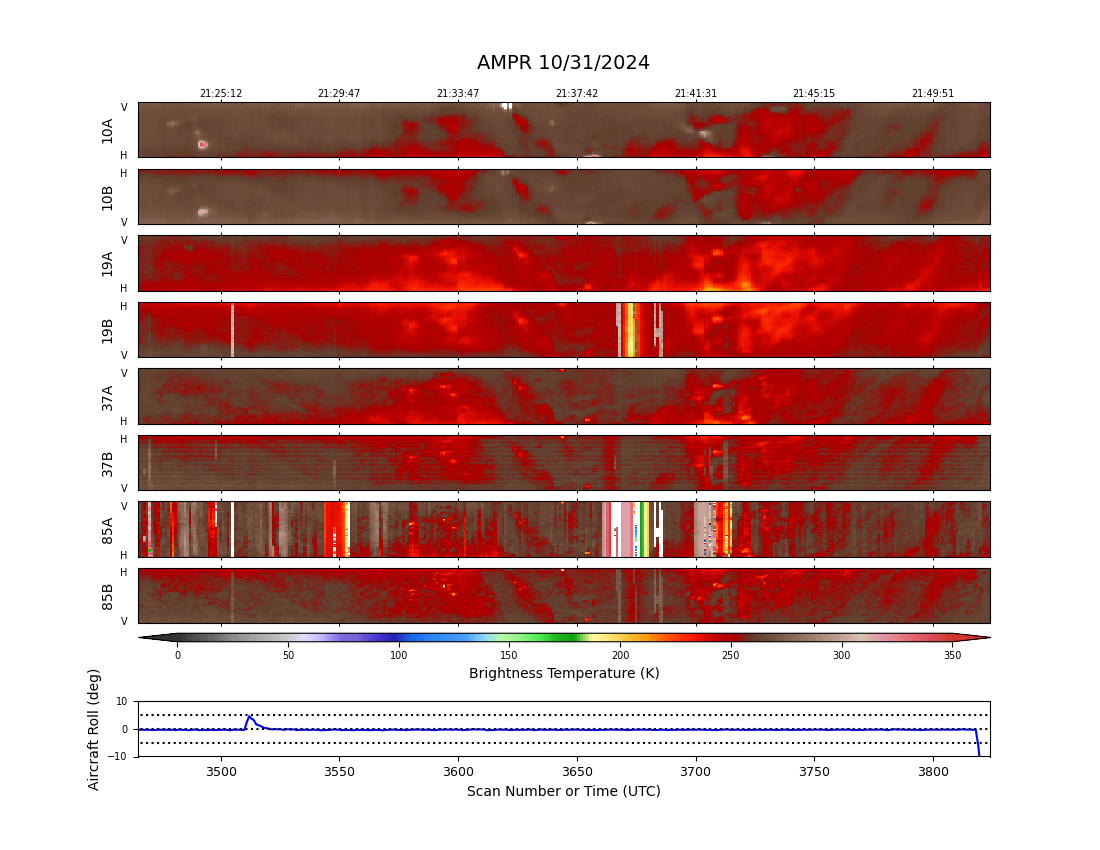 AMPR 10/31/2024
21:25:12 21:29:47 21:33:47 21:37:42 21:41:31 21:45:15 21:49:51
V
10A
H
H
10B
V
V
19A
H
H
19B
V
V
37A
H
H
37B
V
V
85A
H
H
85B
V
0 50 100 150 200 250 300 350
Brightness Temperature (K)
Aircraft Roll (deg)
10
0
−10
3500 3550 3600 3650 3700 3750 3800
Scan Number or Time (UTC)